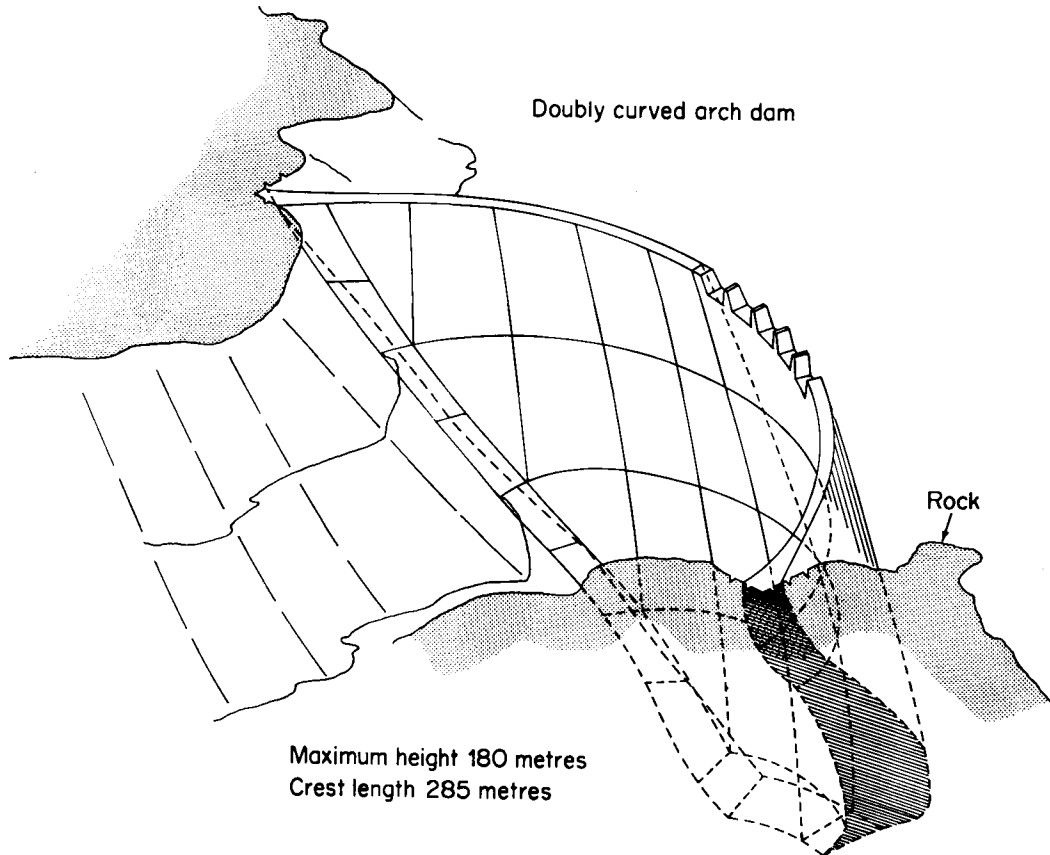 Doubly curved arch dam
Rock
Maximum height 180 metres
Crest length 285 metres